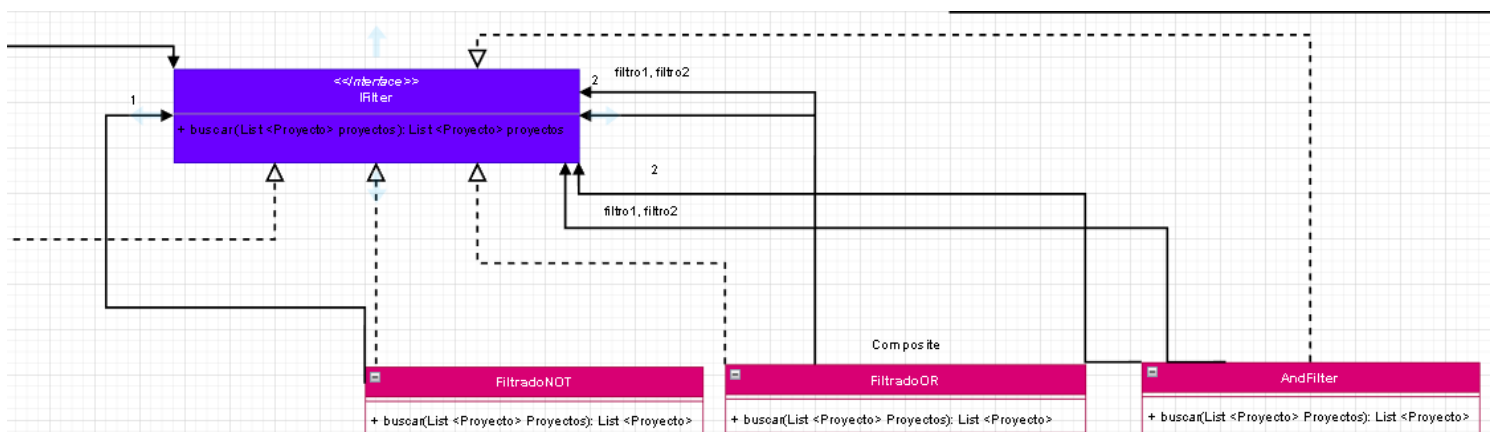 <<Interface>>
IFilter
+ buscar(List <Proyecto> proyectos): List <Proyecto> proyectos
1
2
filtro1, filtro2
2
filtro1, filtro2
Composite
FiltradoNOT
+ buscar(List <Proyecto> Proyectos): List <Proyecto>
FiltradoOR
+ buscar(List <Proyecto> Proyectos): List <Proyecto>
AndFilter
+ buscar(List <Proyecto> Proyectos): List <Proyecto>